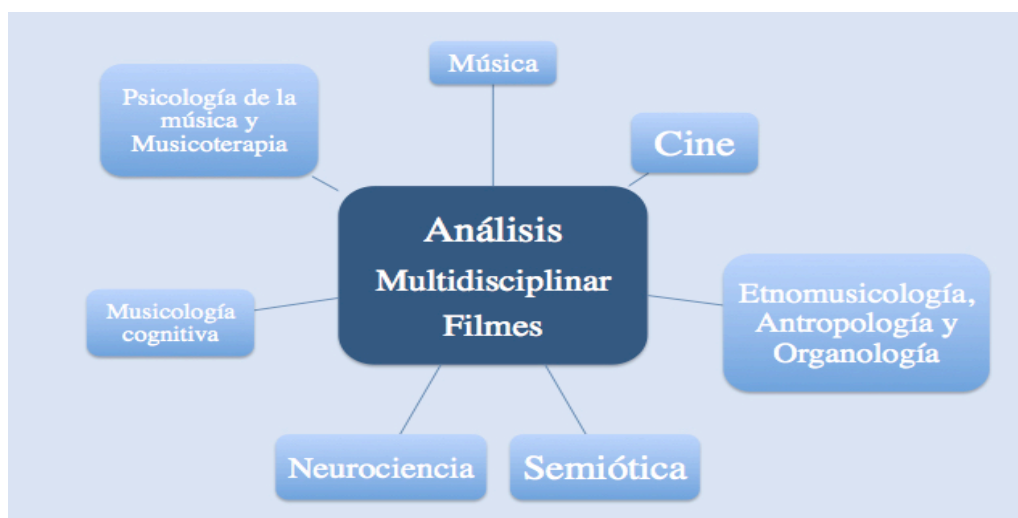 Música
Psicología de la
música y
Musicoterapia
Cine
Análisis
Multidisciplinar
Filmes
Etnomusicología,
Antropología y
Organología
Musicología
cognitiva
Neurociencia
Semiótica